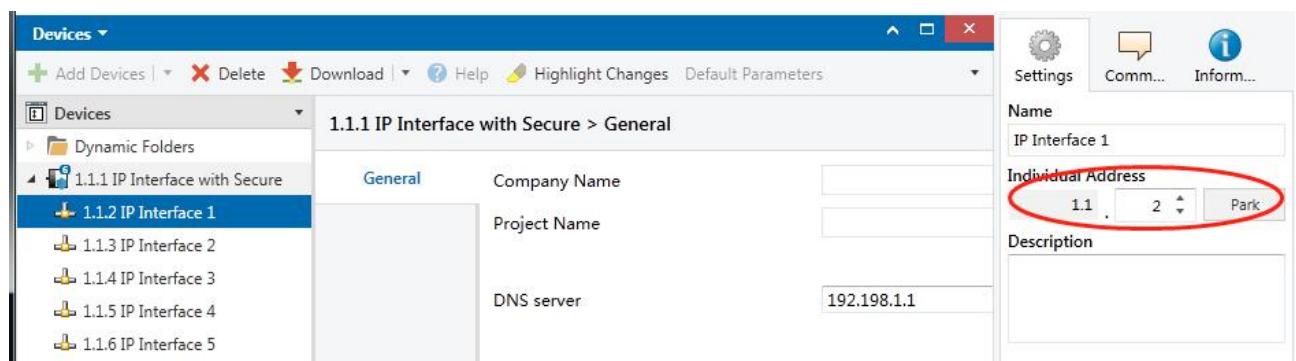 Devices
Add Devices Delete Download Help Highlight Changes Default Parameters
Devices
Dynamic Folders
1.1.1 IP Interface with Secure
1.1.2 IP Interface 1
1.1.3 IP Interface 2
1.1.4 IP Interface 3
1.1.5 IP Interface 4
1.1.6 IP Interface 5
1.1.1 IP Interface with Secure > General
General
Company Name
Project Name
DNS server 192.198.1.1
Settings Comm... Inform...
Name
IP Interface 1
Individual Address
1.1 . 2 Park
Description